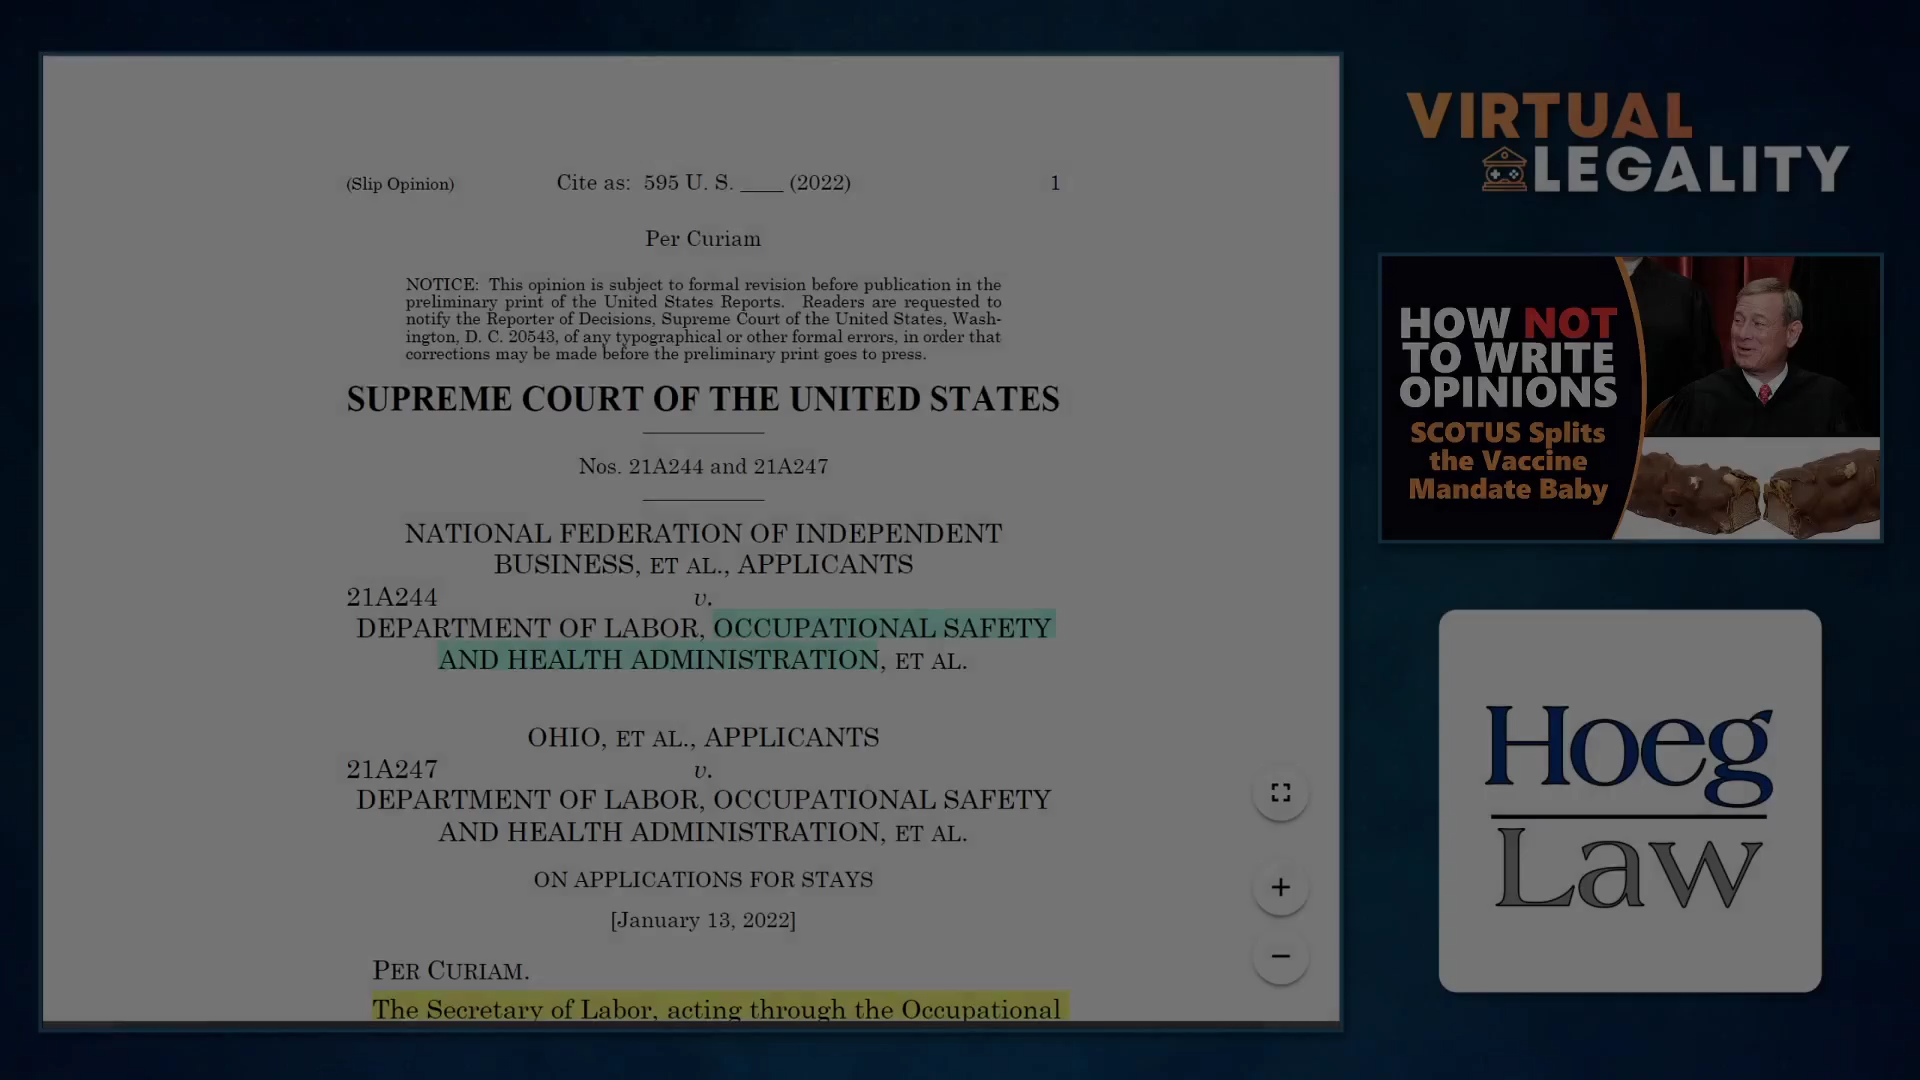 (Slip Opinion) Cite as: 595 U. S. ____ (2022) 1
Per Curiam
NOTICE: This opinion is subject to formal revision before publication in the
preliminary print of the United States Reports. Readers are requested to
notify the Reporter of Decisions, Supreme Court of the United States, Wash-
ington, D. C. 20543, of any typographical or other formal errors, in order that
corrections may be made before the preliminary print goes to press.
SUPREME COURT OF THE UNITED STATES
Nos. 21A244 and 21A247
NATIONAL FEDERATION OF INDEPENDENT
BUSINESS, ET AL., APPLICANTS
21A244 v.
DEPARTMENT OF LABOR, OCCUPATIONAL SAFETY
AND HEALTH ADMINISTRATION, ET AL.
OHIO, ET AL., APPLICANTS
21A247 v.
DEPARTMENT OF LABOR, OCCUPATIONAL SAFETY
AND HEALTH ADMINISTRATION, ET AL.
ON APPLICATIONS FOR STAYS
[January 13, 2022]
PER CURIAM.
The Secretary of Labor, acting through the Occupational
VIRTUAL
LEGALITY
HOW NOT
TO WRITE
OPINIONS
SCOTUS Splits
the Vaccine
Mandate Baby
Hoeg
Law